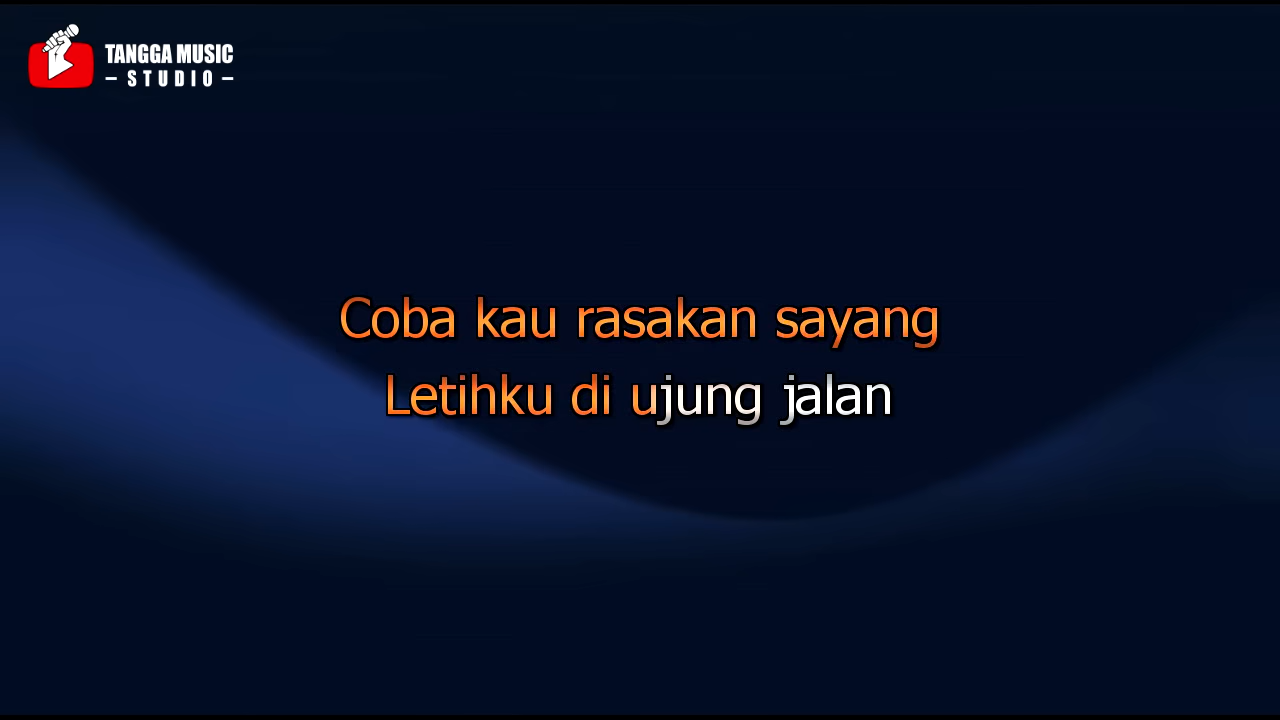 TANGGA MUSIC
– STUDIO –
Coba kau rasakan sayang
Letihku di ujung jalan